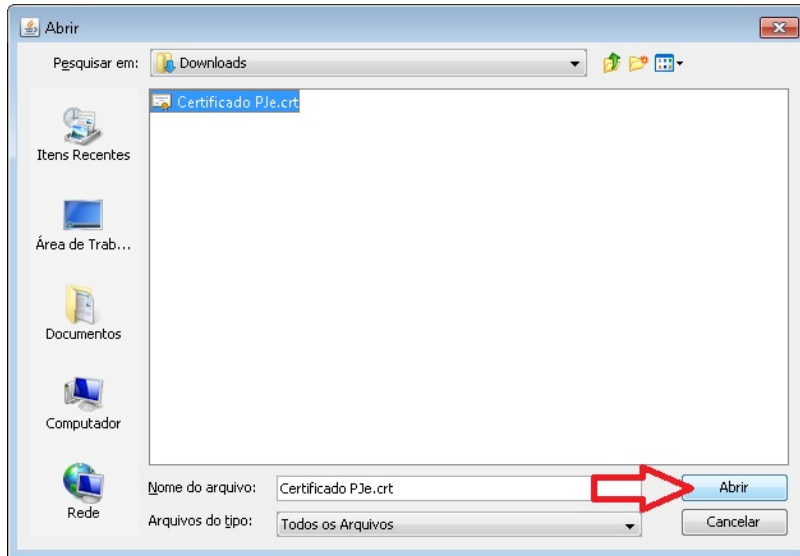 Abrir
Pesquisar em: Downloads
Certificado PJe.crt
Itens Recentes
Área de Trab...
Documentos
Computador
Rede
Nome do arquivo: Certificado PJe.crt Abrir
Arquivos do tipo: Todos os Arquivos Cancelar